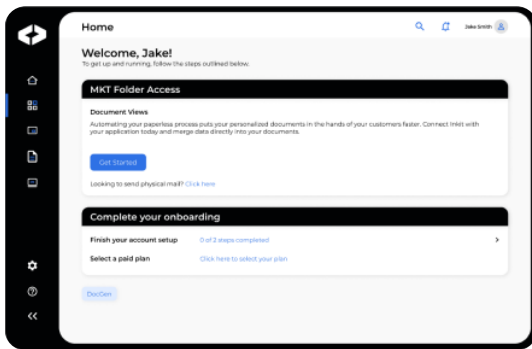 Home
Jake Smith
Welcome, Jake!
To get up and running, follow the steps outlined below.
MKT Folder Access
Document Views
Automating your paperless process puts your personalized documents in the hands of your customers faster. Connect Inkit with
your application today and merge data directly into your documents.
Get Started
Looking to send physical mail? Click here
Complete your onboarding
Finish your account setup 0 of 2 steps completed
Select a paid plan Click here to select your plan
DocGen